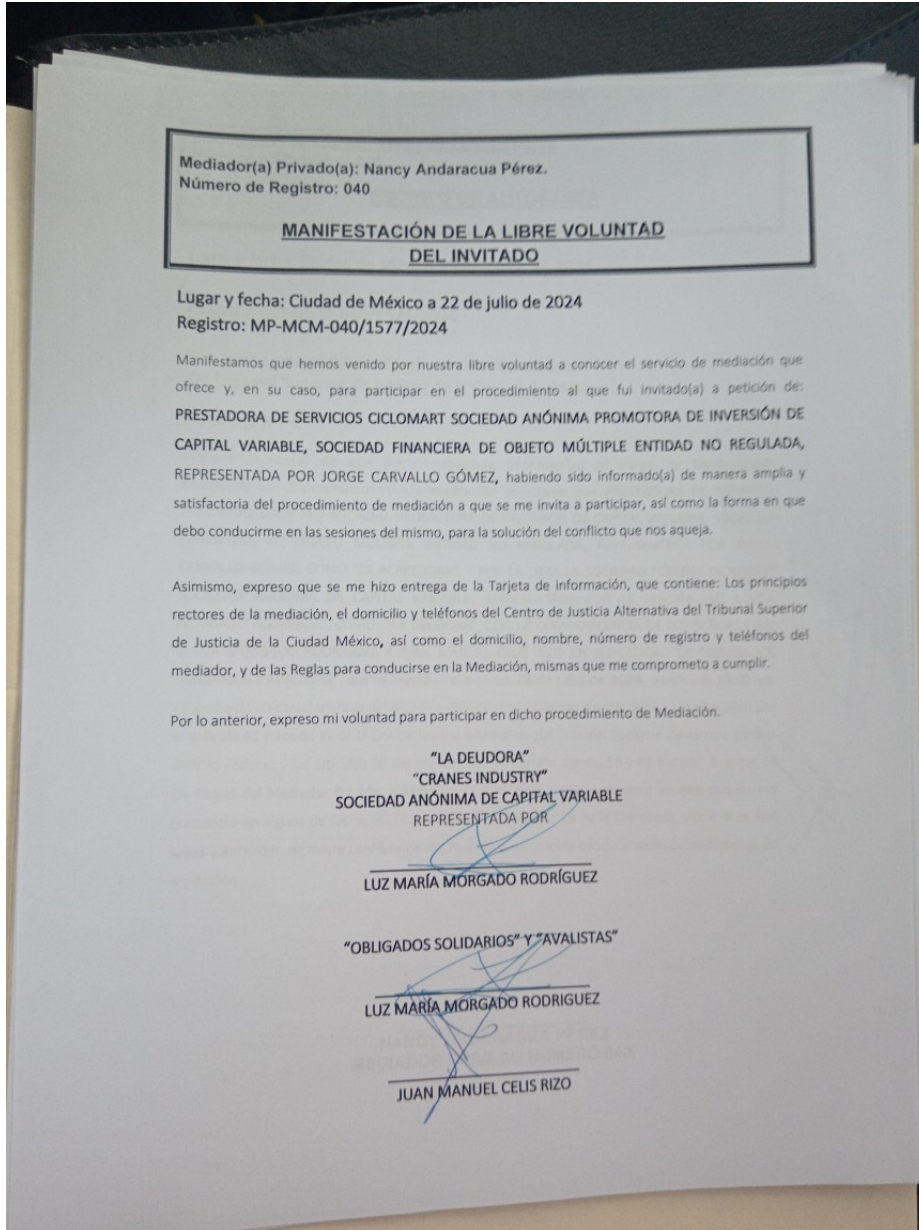 Mediador(a) Privado(a): Nancy Andaracua Pérez.
Número de Registro: 040
MANIFESTACIÓN DE LA LIBRE VOLUNTAD
DEL INVITADO
Lugar y fecha: Ciudad de México a 22 de julio de 2024
Registro: MP-MCM-040/1577/2024
Manifestamos que hemos venido por nuestra libre voluntad a conocer el servicio de mediación que
ofrece y, en su caso, para participar en el procedimiento al que fui invitado(a) a petición de:
PRESTADORA DE SERVICIOS CICLOMART SOCIEDAD ANÓNIMA PROMOTORA DE INVERSIÓN DE
CAPITAL VARIABLE, SOCIEDAD FINANCIERA DE OBJETO MÚLTIPLE ENTIDAD NO REGULADA,
REPRESENTADA POR JORGE CARVALLO GÓMEZ, habiendo sido informado(a) de manera amplia y
satisfactoria del procedimiento de mediación a que se me invita a participar, así como la forma en que
debo conducirme en las sesiones del mismo, para la solución del conflicto que nos aqueja.
Asimismo, expreso que se me hizo entrega de la Tarjeta de información, que contiene: Los principios
rectores de la mediación, el domicilio y teléfonos del Centro de Justicia Alternativa del Tribunal Superior
de Justicia de la Ciudad México, así como el domicilio, nombre, número de registro y teléfonos del
mediador, y de las Reglas para conducirse en la Mediación, mismas que me comprometo a cumplir.
Por lo anterior, expreso mi voluntad para participar en dicho procedimiento de Mediación.
"LA DEUDORA"
"CRANES INDUSTRY"
SOCIEDAD ANÓNIMA DE CAPITAL VARIABLE
REPRESENTADA POR
LUZ MARÍA MORGADO RODRÍGUEZ
"OBLIGADOS SOLIDARIOS" Y "AVALISTAS"
LUZ MARÍA MORGADO RODRIGUEZ
JUAN MANUEL CELIS RIZO